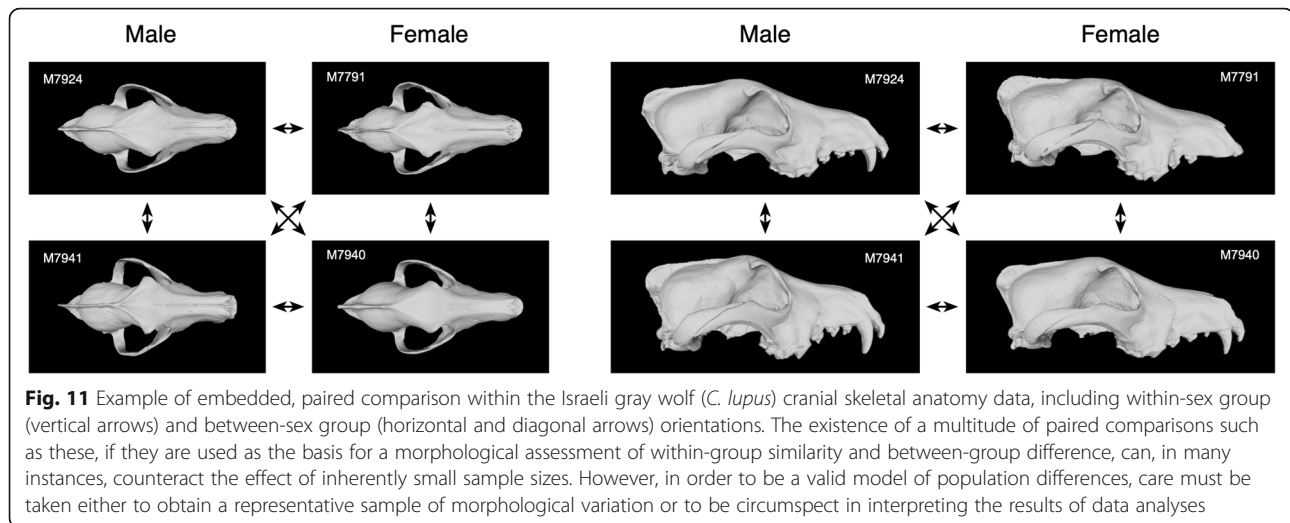 Male Female Male Female
M7924 M7791 M7924 M7791
M7941 M7940 M7941 M7940
Fig. 11 Example of embedded, paired comparison within the Israeli gray wolf (C. lupus) cranial skeletal anatomy data, including within-sex group
(vertical arrows) and between-sex group (horizontal and diagonal arrows) orientations. The existence of a multitude of paired comparisons such
as these, if they are used as the basis for a morphological assessment of within-group similarity and between-group difference, can, in many
instances, counteract the effect of inherently small sample sizes. However, in order to be a valid model of population differences, care must be
taken either to obtain a representative sample of morphological variation or to be circumspect in interpreting the results of data analyses